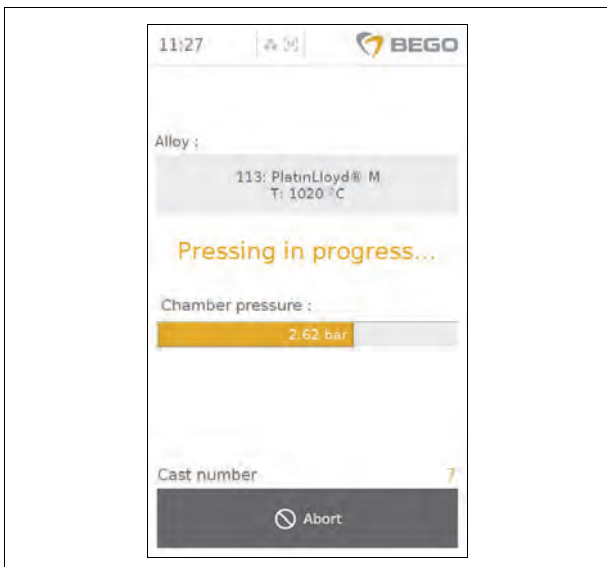 11:27
BEGO
Alloy :
113: PlatinLloyd® M
T: 1020 °C
Pressing in progress...
Chamber pressure :
2.62 bar
Cast number
7
Abort